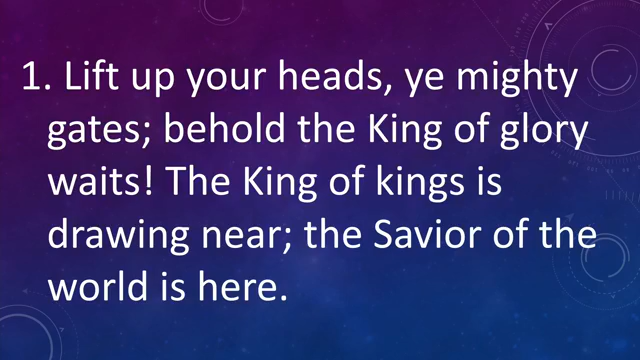 1. Lift up your heads, ye mighty
gates; behold the King of glory
waits! The King of kings is
drawing near; the Savior of the
world is here.